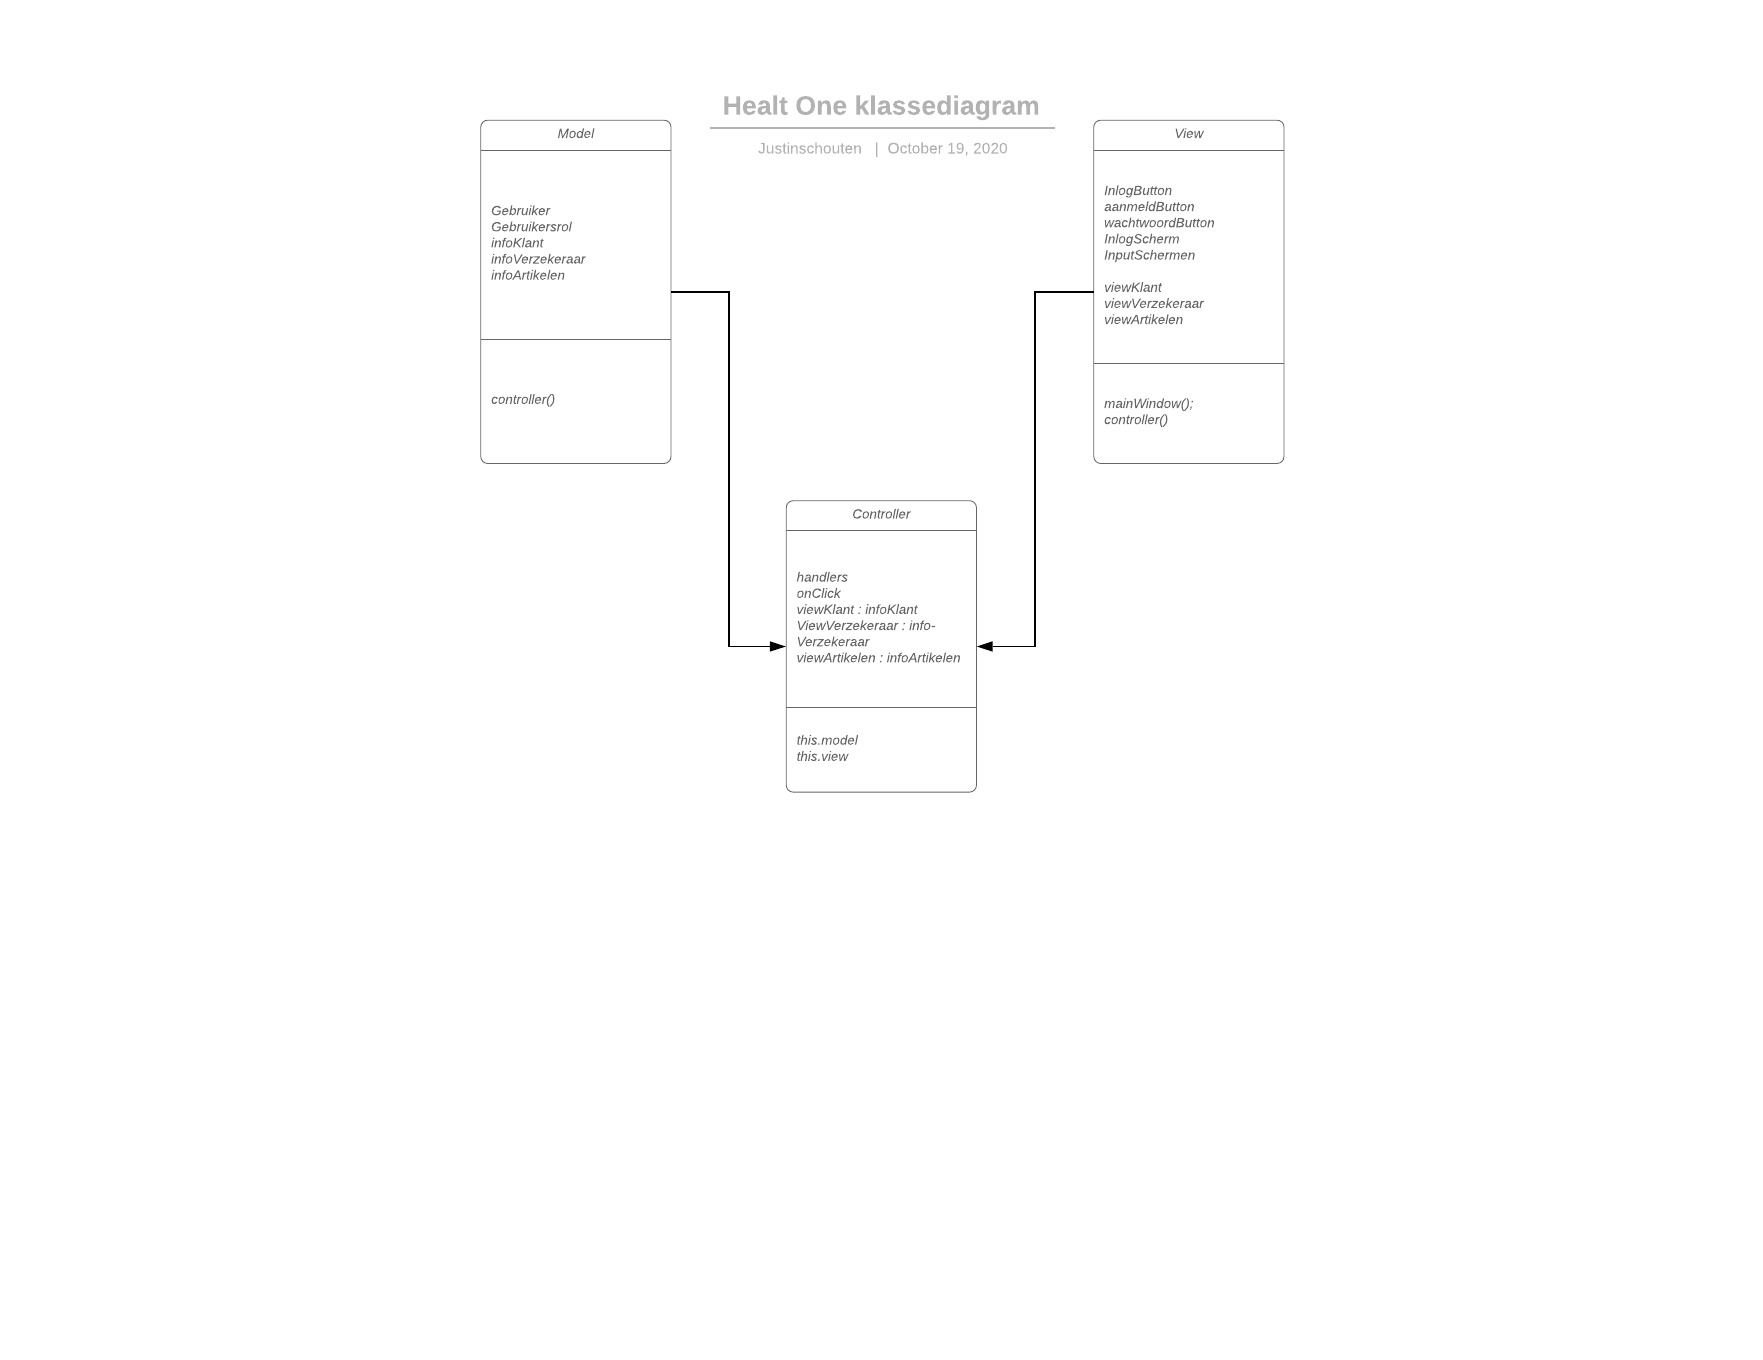 Healt One klassediagram
Justinschouten | October 19, 2020
Model
Gebruiker
Gebruikersrol
infoKlant
infoVerzekeraar
infoArtikelen
controller()
View
InlogButton
aanmeldButton
wachtwoordButton
InlogScherm
InputSchermen
viewKlant
viewVerzekeraar
viewArtikelen
mainWindow();
controller()
Controller
handlers
onClick
viewKlant : infoKlant
ViewVerzekeraar : info-
Verzekeraar
viewArtikelen : infoArtikelen
this.model
this.view